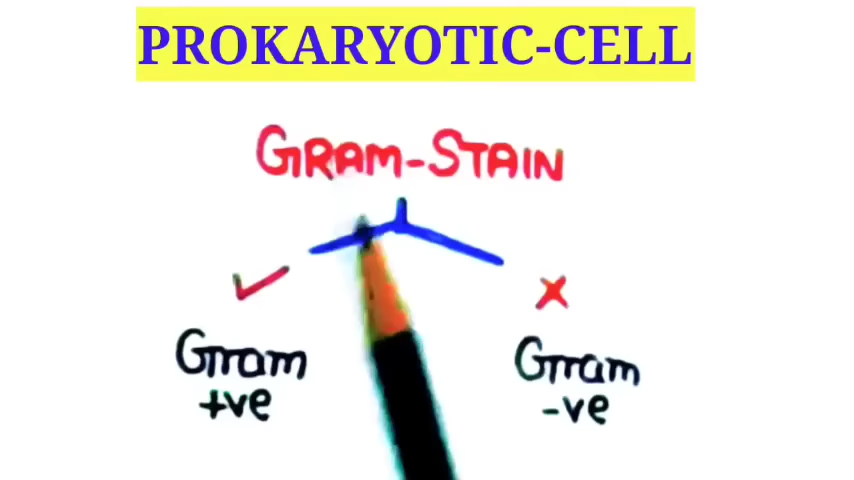 PROKARYOTIC-CELL
GRAM-STAIN
Gram
+ve
Gram
-ve